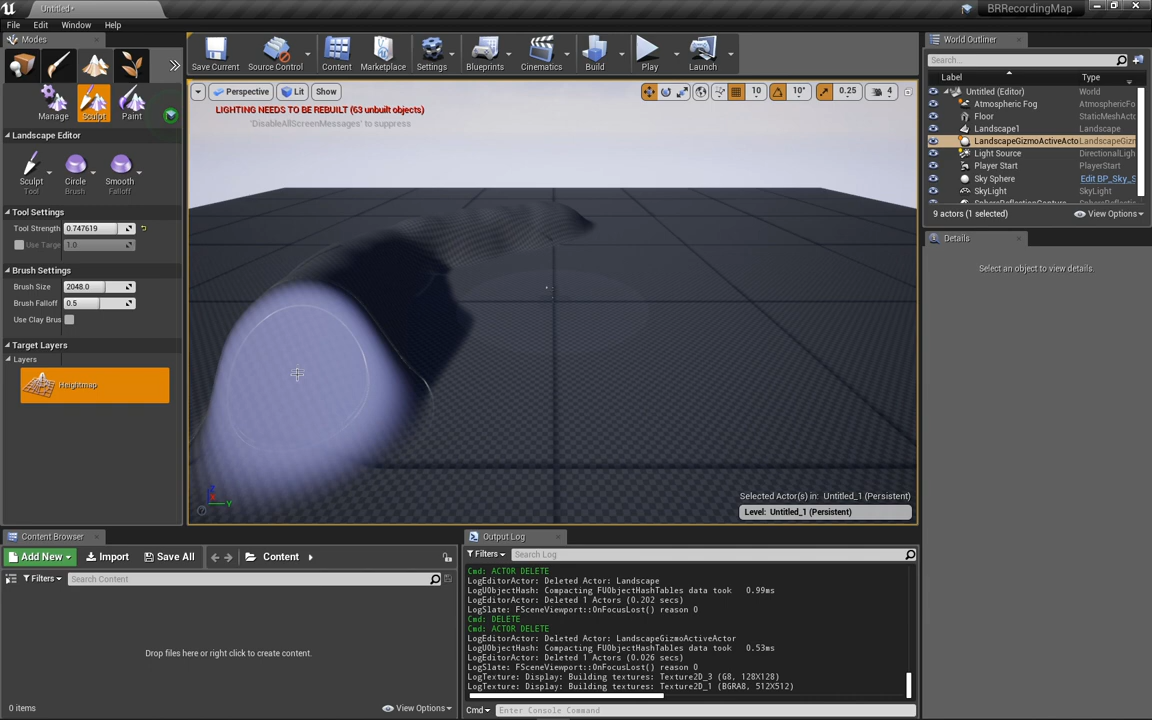 Untitled*
BRRecordingMap
File Edit Window Help
Modes
Save Current
Source Control
Content
Marketplace
Settings
Blueprints
Cinematics
Build
Play
Launch
World Outliner
Search...
Label
Type
Untitled (Editor) World
Atmospheric Fog AtmosphericFo
Floor StaticMeshAct
Landscape1 Landscape
LandscapeGizmoActiveActo LandscapeGiz
Light Source DirectionalLigh
Player Start PlayerStart
Sky Sphere Edit BP_Sky_S
SkyLight SkyLight
9 actors (1 selected)
View Options
Details
Select an object to view details.
Manage
Sculpt
Paint
Landscape Editor
Sculpt
Tool
Circle
Brush
Smooth
Falloff
Tool Settings
Tool Strength 0.747619
Use Targe 1.0
Brush Settings
Brush Size 2048.0
Brush Falloff 0.5
Use Clay Brus
Target Layers
Layers
Heightmap
Perspective
Lit
Show
10
10°
0.25
4
LIGHTING NEEDS TO BE REBUILT (63 unbuilt objects)
'DisableAllScreenMessages' to suppress
Z
X
Y
Selected Actor(s) in: Untitled_1 (Persistent)
Level: Untitled_1 (Persistent)
Content Browser
Add New
Import
Save All
Content
Filters
Search Content
Drop files here or right click to create content.
0 items
View Options
Output Log
Filters
Search Log
Cmd: ACTOR DELETE
LogEditorActor: Deleted Actor: Landscape
LogUObjectHash: Compacting FUObjectHashTables data took 0.99ms
LogEditorActor: Deleted 1 Actors (0.202 secs)
LogSlate: FSceneViewport::OnFocusLost() reason 0
Cmd: DELETE
Cmd: ACTOR DELETE
LogEditorActor: Deleted Actor: LandscapeGizmoActiveActor
LogUObjectHash: Compacting FUObjectHashTables data took 0.53ms
LogEditorActor: Deleted 1 Actors (0.026 secs)
LogSlate: FSceneViewport::OnFocusLost() reason 0
LogTexture: Display: Building textures: Texture2D_3 (G8, 128X128)
LogTexture: Display: Building textures: Texture2D_1 (BGRA8, 512X512)
Cmd
Enter Console Command